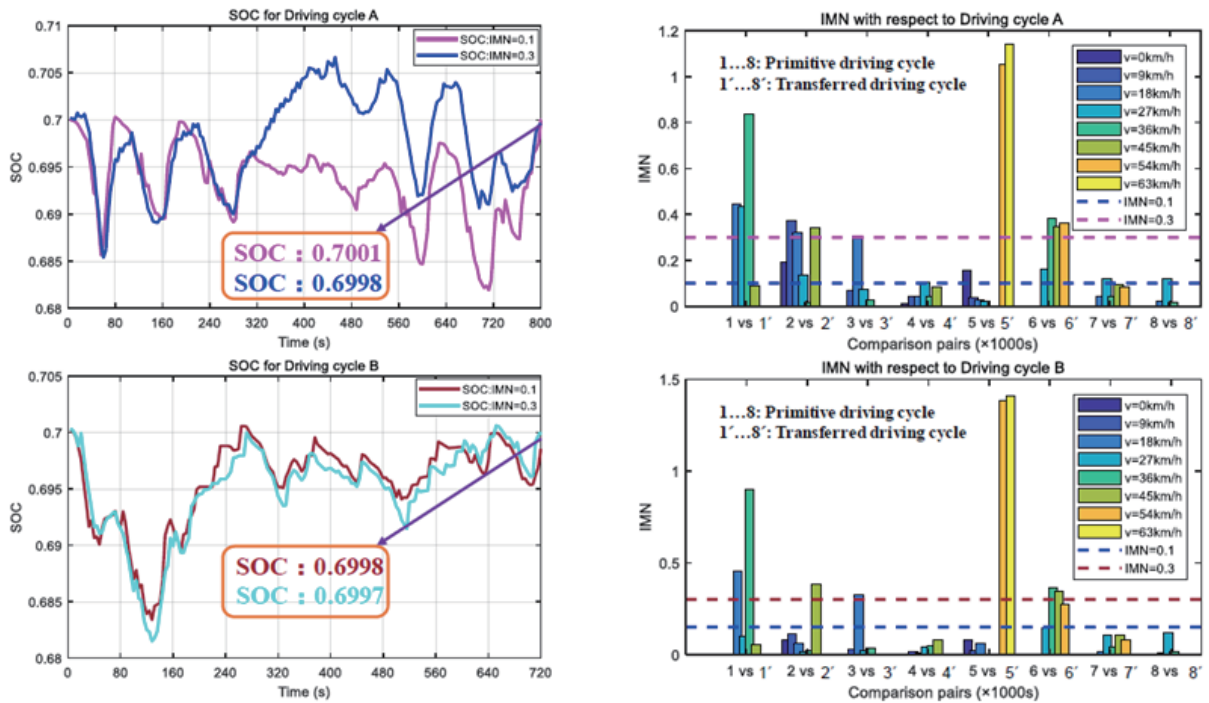 SOC for Driving cycle A
0.71
0.705
0.7
0.695
0.69
0.685
0.68
SOC
SOC:IMN=0.1
SOC:IMN=0.3
SOC：0.7001
SOC：0.6998
0 80 160 240 320 400 480 560 640 720 800
Time (s)
IMN with respect to Driving cycle A
1.2
1
0.8
0.6
0.4
0.2
0
IMN
1…8: Primitive driving cycle
1´…8´: Transferred driving cycle
v=0km/h
v=9km/h
v=18km/h
v=27km/h
v=36km/h
v=45km/h
v=54km/h
v=63km/h
IMN=0.1
IMN=0.3
1 vs 1´ 2 vs 2´ 3 vs 3´ 4 vs 4´ 5 vs 5´ 6 vs 6´ 7 vs 7´ 8 vs 8´
Comparison pairs (×1000s)
SOC for Driving cycle B
0.705
0.7
0.695
0.69
0.685
0.68
SOC
SOC:IMN=0.1
SOC:IMN=0.3
SOC：0.6998
SOC：0.6997
0 80 160 240 320 400 480 560 640 720
Time (s)
IMN with respect to Driving cycle B
1.5
1
0.5
0
IMN
1…8: Primitive driving cycle
1´…8´: Transferred driving cycle
v=0km/h
v=9km/h
v=18km/h
v=27km/h
v=36km/h
v=45km/h
v=54km/h
v=63km/h
IMN=0.1
IMN=0.3
1 vs 1´ 2 vs 2´ 3 vs 3´ 4 vs 4´ 5 vs 5´ 6 vs 6´ 7 vs 7´ 8 vs 8´
Comparison pairs (×1000s)